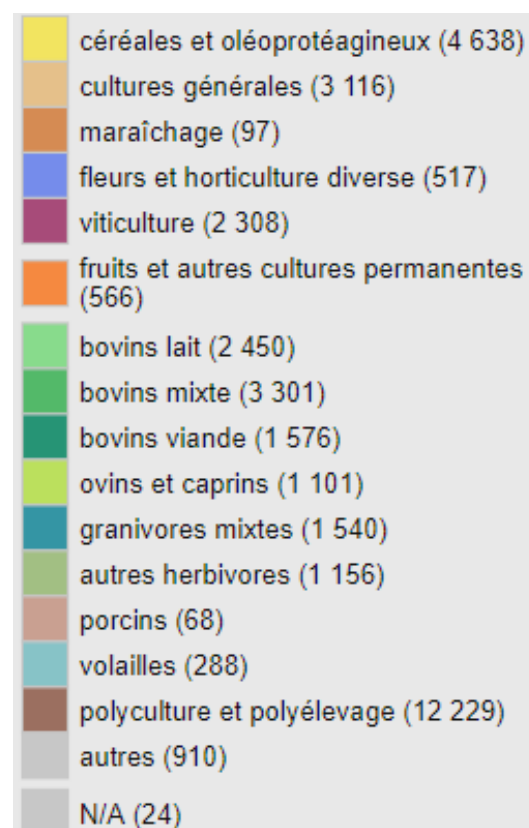 céréales et oléoprotéagineux (4 638)
cultures générales (3 116)
maraîchage (97)
fleurs et horticulture diverse (517)
viticulture (2 308)
fruits et autres cultures permanentes
(566)
bovins lait (2 450)
bovins mixte (3 301)
bovins viande (1 576)
ovins et caprins (1 101)
granivores mixtes (1 540)
autres herbivores (1 156)
porcins (68)
volailles (288)
polyculture et polyélevage (12 229)
autres (910)
N/A (24)